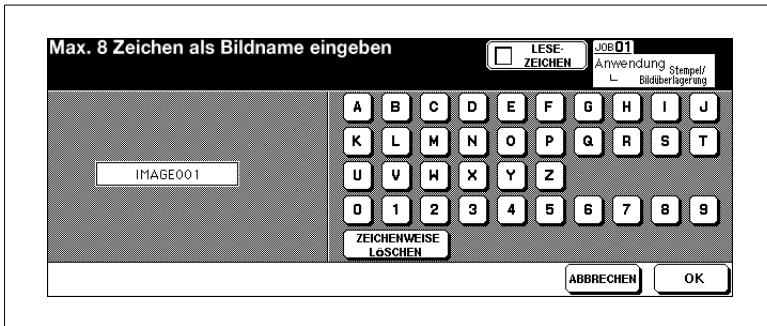 Max. 8 Zeichen als Bildname eingeben
LESE-
ZEICHEN
JOB01
Anwendung
Stempel/
Bildüberlagerung
A B C D E F G H I J
K L M N O P Q R S T
IMAGE001
U V W X Y Z
0 1 2 3 4 5 6 7 8 9
ZEICHENWEISE
LÖSCHEN
ABBRECHEN OK